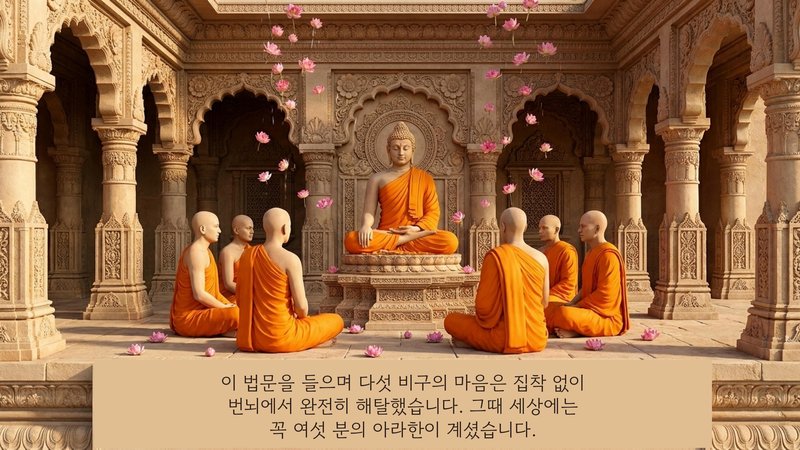 이 법문을 들으며 다섯 비구의 마음은 집착 없이
번뇌에서 완전히 해탈했습니다. 그때 세상에는
꼭 여섯 분의 아라한이 계셨습니다.